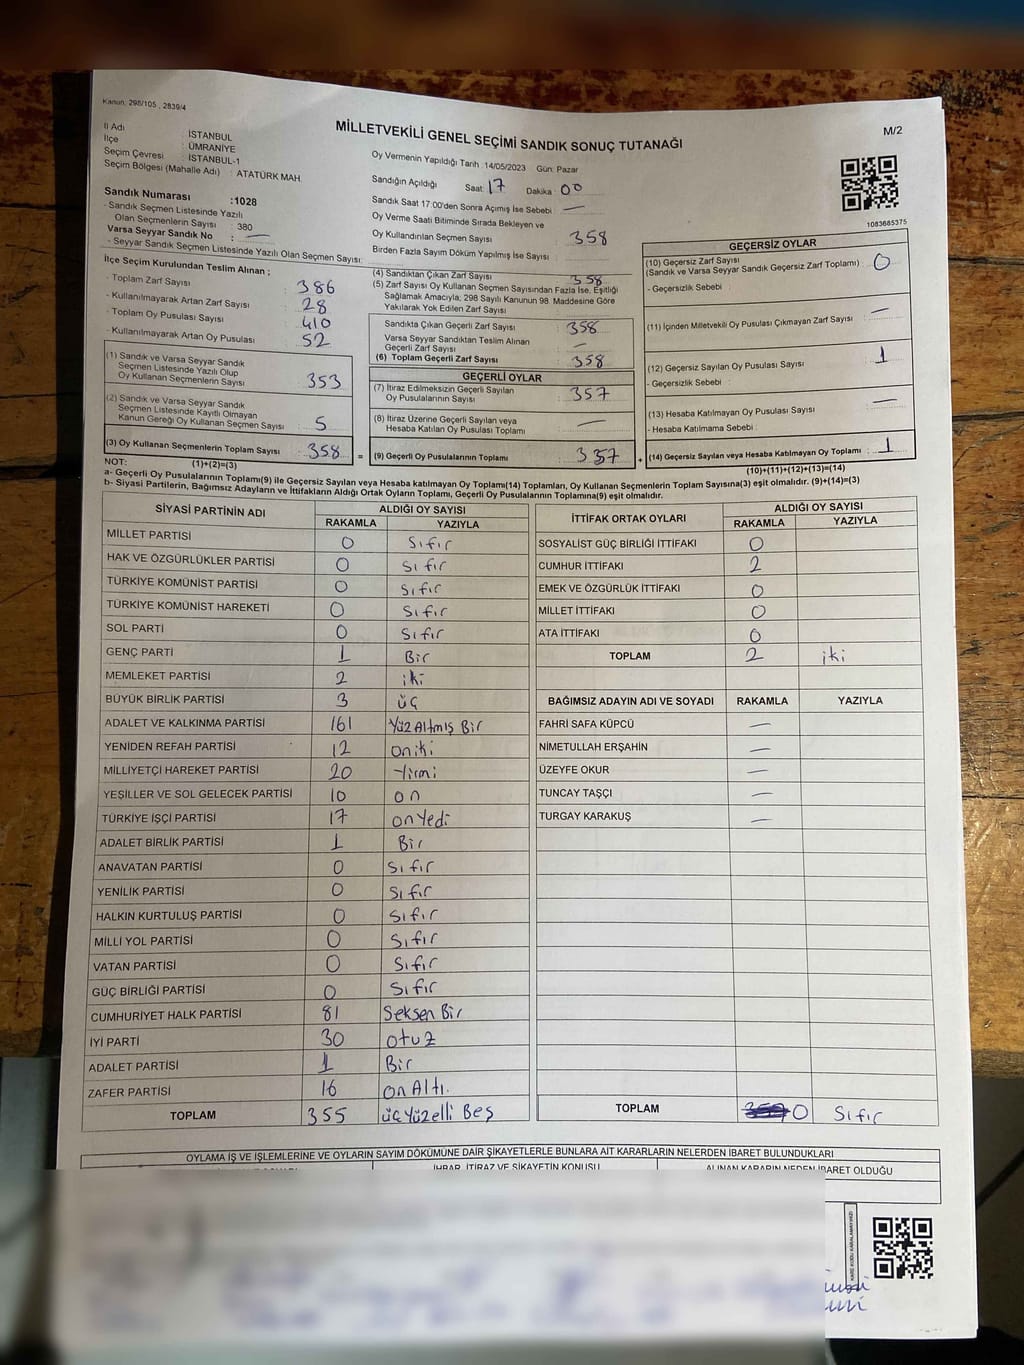 Kanun: 298/105 , 2839/4
MİLLETVEKİLİ GENEL SEÇİMİ SANDIK SONUÇ TUTANAĞI
M/2
İl Adı : İSTANBUL
İlçe : ÜMRANİYE
Seçim Çevresi : İSTANBUL-1
Seçim Bölgesi (Mahalle Adı) : ATATÜRK MAH.
Sandık Numarası :1028
- Sandık Seçmen Listesinde Yazılı
Olan Seçmenlerin Sayısı : 380
Varsa Seyyar Sandık No : —
- Seyyar Sandık Seçmen Listesinde Yazılı Olan Seçmen Sayısı:
Oy Vermenin Yapıldığı Tarih :14/05/2023 Gün: Pazar
Sandığın Açıldığı Saat: 17 Dakika : 00
Sandık Saat 17:00'den Sonra Açılmış İse Sebebi : —
Oy Verme Saati Bitiminde Sırada Bekleyen ve
Oy Kullandırılan Seçmen Sayısı : 358
Birden Fazla Sayım Döküm Yapılmış İse Sayısı :
1083685375
İlçe Seçim Kurulundan Teslim Alınan ;
- Toplam Zarf Sayısı : 386
- Kullanılmayarak Artan Zarf Sayısı : 28
- Toplam Oy Pusulası Sayısı : 410
- Kullanılmayarak Artan Oy Pusulası : 52
(1) Sandık ve Varsa Seyyar Sandık
Seçmen Listesinde Yazılı Olup
Oy Kullanan Seçmenlerin Sayısı : 353
(2) Sandık ve Varsa Seyyar Sandık
Seçmen Listesinde Kayıtlı Olmayan
Kanun Gereği Oy Kullanan Seçmen Sayısı : 5
(3) Oy Kullanan Seçmenlerin Toplam Sayısı : 358 =
(4) Sandıktan Çıkan Zarf Sayısı : 358
(5) Zarf Sayısı Oy Kullanan Seçmen Sayısından Fazla İse, Eşitliği
Sağlamak Amacıyla; 298 Sayılı Kanunun 98. Maddesine Göre
Yakılarak Yok Edilen Zarf Sayısı :
Sandıkta Çıkan Geçerli Zarf Sayısı : 358
Varsa Seyyar Sandıktan Teslim Alınan
Geçerli Zarf Sayısı : —
(6) Toplam Geçerli Zarf Sayısı : 358
GEÇERLİ OYLAR
(7) İtiraz Edilmeksizin Geçerli Sayılan
Oy Pusulalarının Sayısı : 357
(8) İtiraz Üzerine Geçerli Sayılan veya
Hesaba Katılan Oy Pusulası Toplamı : —
(9) Geçerli Oy Pusulalarının Toplamı : 357 +
GEÇERSİZ OYLAR
(10) Geçersiz Zarf Sayısı
(Sandık ve Varsa Seyyar Sandık Geçersiz Zarf Toplamı) : 0
- Geçersizlik Sebebi :
(11) İçinden Milletvekili Oy Pusulası Çıkmayan Zarf Sayısı : —
(12) Geçersiz Sayılan Oy Pusulası Sayısı : 1
- Geçersizlik Sebebi :
(13) Hesaba Katılmayan Oy Pusulası Sayısı : —
- Hesaba Katılmama Sebebi :
(14) Geçersiz Sayılan veya Hesaba Katılmayan Oy Toplamı : 1
NOT: (1)+(2)=(3)
(10)+(11)+(12)+(13)=(14)
a- Geçerli Oy Pusulalarının Toplamı(9) ile Geçersiz Sayılan veya Hesaba katılmayan Oy Toplamı(14) Toplamları, Oy Kullanan Seçmenlerin Toplam Sayısına(3) eşit olmalıdır. (9)+(14)=(3)
b- Siyasi Partilerin, Bağımsız Adayların ve İttifakların Aldığı Ortak Oyların Toplamı, Geçerli Oy Pusulalarının Toplamına(9) eşit olmalıdır.
SİYASİ PARTİNİN ADI ALDIĞI OY SAYISI
RAKAMLA YAZIYLA
MİLLET PARTİSİ 0 Sıfır
HAK VE ÖZGÜRLÜKLER PARTİSİ 0 Sıfır
TÜRKİYE KOMÜNİST PARTİSİ 0 Sıfır
TÜRKİYE KOMÜNİST HAREKETİ 0 Sıfır
SOL PARTİ 0 Sıfır
GENÇ PARTİ 1 Bir
MEMLEKET PARTİSİ 2 iki
BÜYÜK BİRLİK PARTİSİ 3 üç
ADALET VE KALKINMA PARTİSİ 161 YüzAltmış Bir
YENİDEN REFAH PARTİSİ 12 oniki
MİLLİYETÇİ HAREKET PARTİSİ 20 Yirmi
YEŞİLLER VE SOL GELECEK PARTİSİ 10 on
TÜRKİYE İŞÇİ PARTİSİ 17 onYedi
ADALET BİRLİK PARTİSİ 1 Bir
ANAVATAN PARTİSİ 0 Sıfır
YENİLİK PARTİSİ 0 Sıfır
HALKIN KURTULUŞ PARTİSİ 0 Sıfır
MİLLİ YOL PARTİSİ 0 Sıfır
VATAN PARTİSİ 0 Sıfır
GÜÇ BİRLİĞİ PARTİSİ 0 Sıfır
CUMHURİYET HALK PARTİSİ 81 Seksen Bir
İYİ PARTİ 30 otuz
ADALET PARTİSİ 1 Bir
ZAFER PARTİSİ 16 on Altı.
TOPLAM 355 üçYüzelli Beş
İTTİFAK ORTAK OYLARI ALDIĞI OY SAYISI
RAKAMLA YAZIYLA
SOSYALİST GÜÇ BİRLİĞİ İTTİFAKI 0
CUMHUR İTTİFAKI 2
EMEK VE ÖZGÜRLÜK İTTİFAKI 0
MİLLET İTTİFAKI 0
ATA İTTİFAKI 0
TOPLAM 2 iki
BAĞIMSIZ ADAYIN ADI VE SOYADI RAKAMLA YAZIYLA
FAHRİ SAFA KÜPCÜ —
NİMETULLAH ERŞAHİN —
ÜZEYFE OKUR —
TUNCAY TAŞÇI —
TURGAY KARAKUŞ —
TOPLAM 0 Sıfır
OYLAMA İŞ VE İŞLEMLERİNE VE OYLARIN SAYIM DÖKÜMÜNE DAİR ŞİKAYETLERLE BUNLARA AİT KARARLARIN NELERDEN İBARET BULUNDUKLARI
İHBAR, İTİRAZ VE ŞİKAYETİN KONUSU ALINAN KARARIN NEDEN İBARET OLDUĞU
KARE KODU KARALAMAYINIZ!